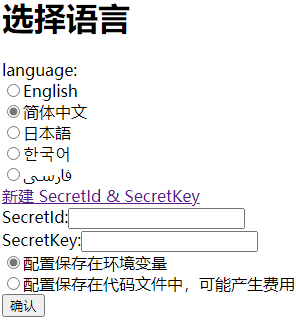 选择语言
language:
English
简体中文
日本語
한국어
فارسی
新建 SecretId & SecretKey
SecretId:
SecretKey:
配置保存在环境变量
配置保存在代码文件中，可能产生费用
确认